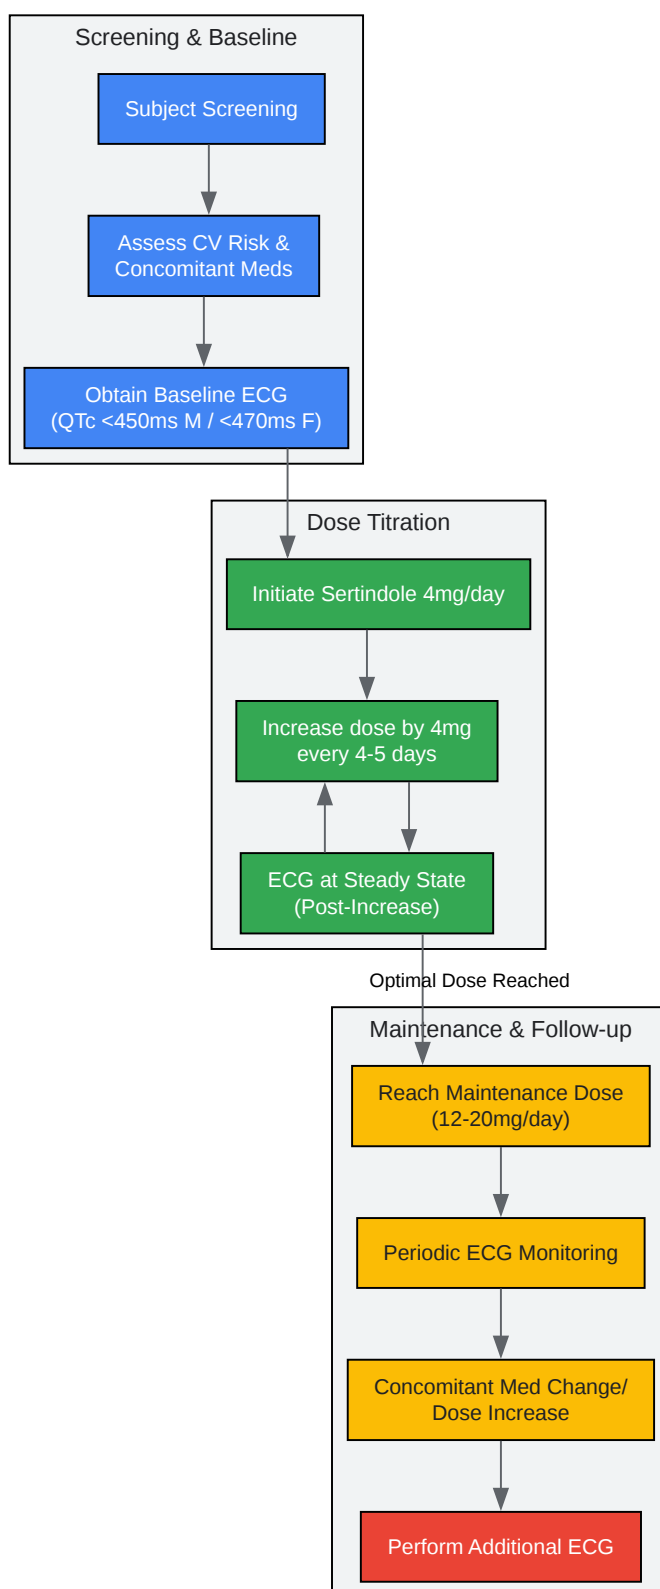 Screening & Baseline
Subject Screening
Assess CV Risk &
Concomitant Meds
Obtain Baseline ECG
(QTc <450ms M / <470ms F)
Dose Titration
Initiate Sertindole 4mg/day
Increase dose by 4mg
every 4-5 days
ECG at Steady State
(Post-Increase)
Optimal Dose Reached
Maintenance & Follow-up
Reach Maintenance Dose
(12-20mg/day)
Periodic ECG Monitoring
Concomitant Med Change/
Dose Increase
Perform Additional ECG